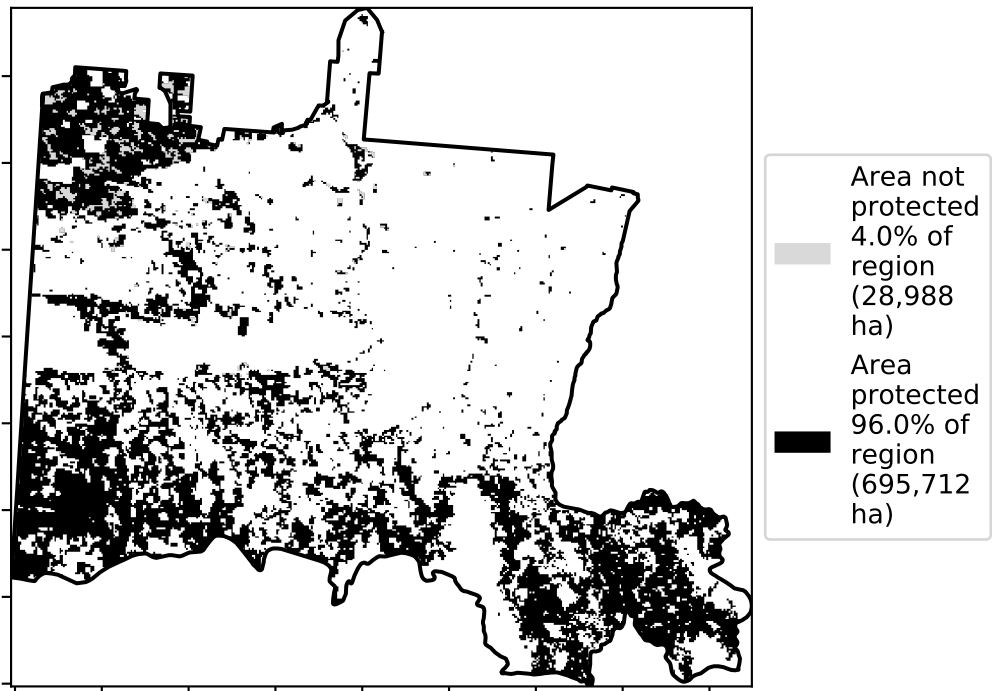 Area not
protected
4.0% of
region
(28,988
ha)
Area
protected
96.0% of
region
(695,712
ha)